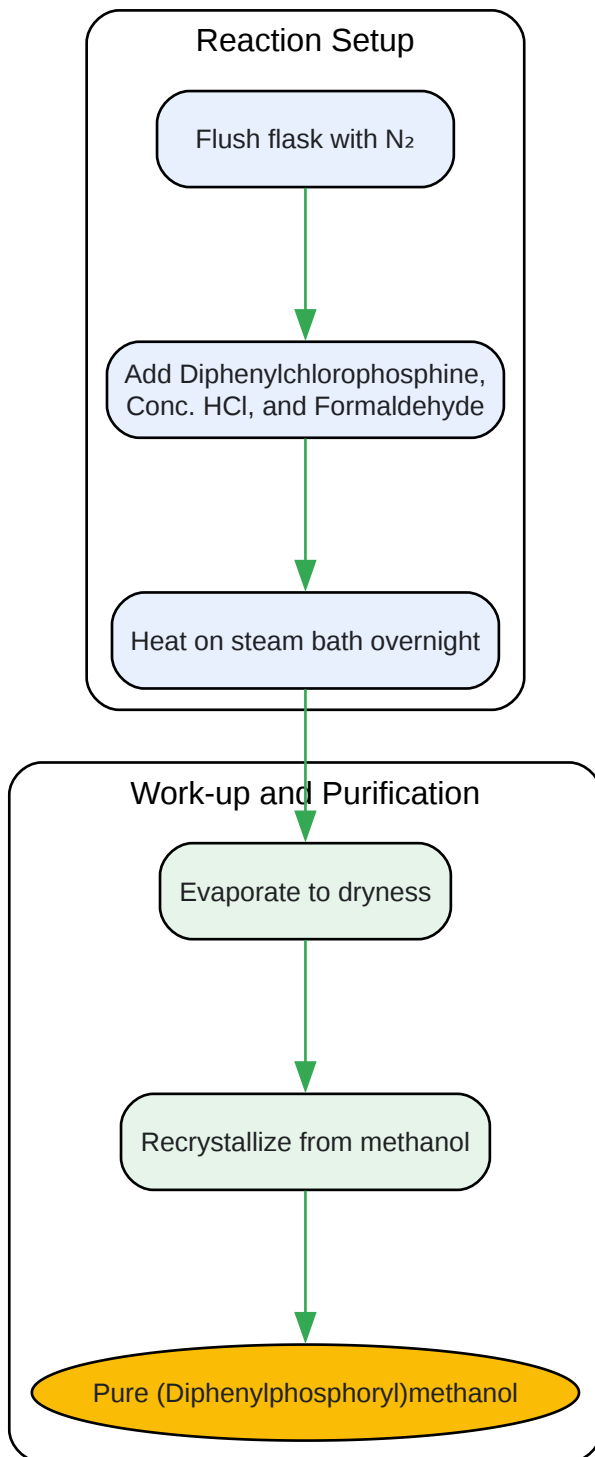 Reaction Setup
Flush flask with N₂
Add Diphenylchlorophosphine,
Conc. HCl, and Formaldehyde
Heat on steam bath overnight
Work-up and Purification
Evaporate to dryness
Recrystallize from methanol
Pure (Diphenylphosphoryl)methanol